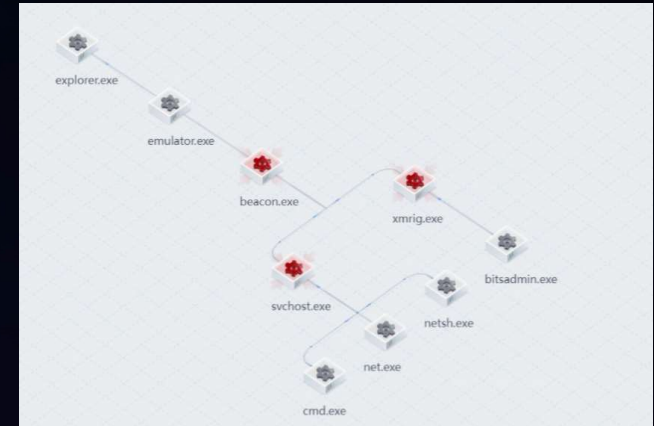 explorer.exe
emulator.exe
beacon.exe
xmrig.exe
bitsadmin.exe
svchost.exe
netsh.exe
net.exe
cmd.exe